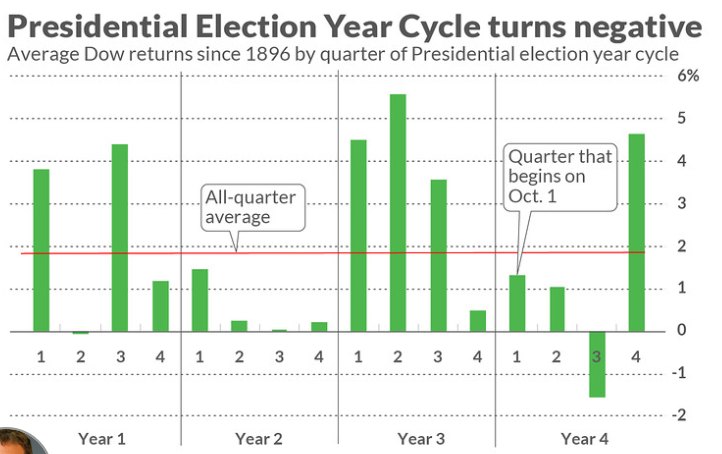 Presidential Election Year Cycle turns negative
Average Dow returns since 1896 by quarter of Presidential election year cycle
6%
5
4
3
2
1
0
-1
-2
All-quarter
average
Quarter that
begins on
Oct. 1
1 2 3 4 1 2 3 4 1 2 3 4 1 2 3 4
Year 1 Year 2 Year 3 Year 4